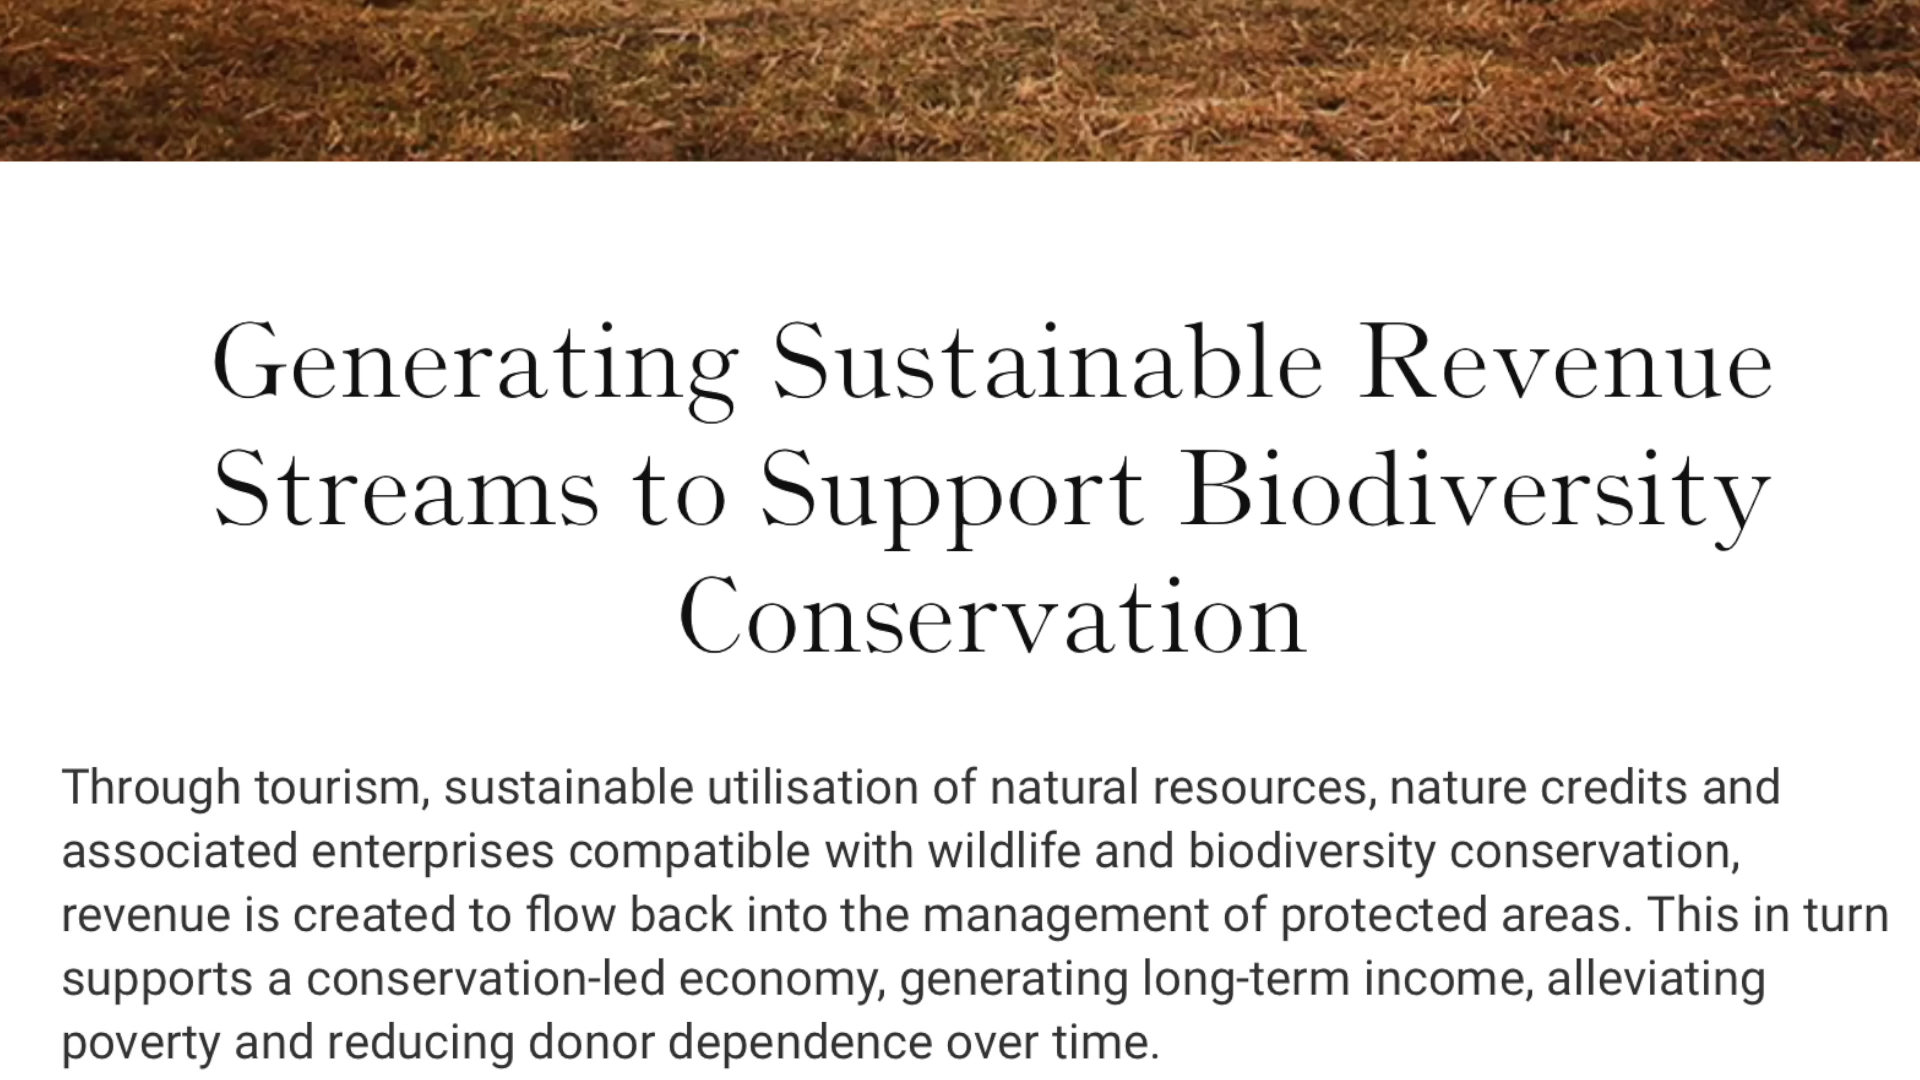 Generating Sustainable Revenue
Streams to Support Biodiversity
Conservation
Through tourism, sustainable utilisation of natural resources, nature credits and
associated enterprises compatible with wildlife and biodiversity conservation,
revenue is created to flow back into the management of protected areas. This in turn
supports a conservation-led economy, generating long-term income, alleviating
poverty and reducing donor dependence over time.